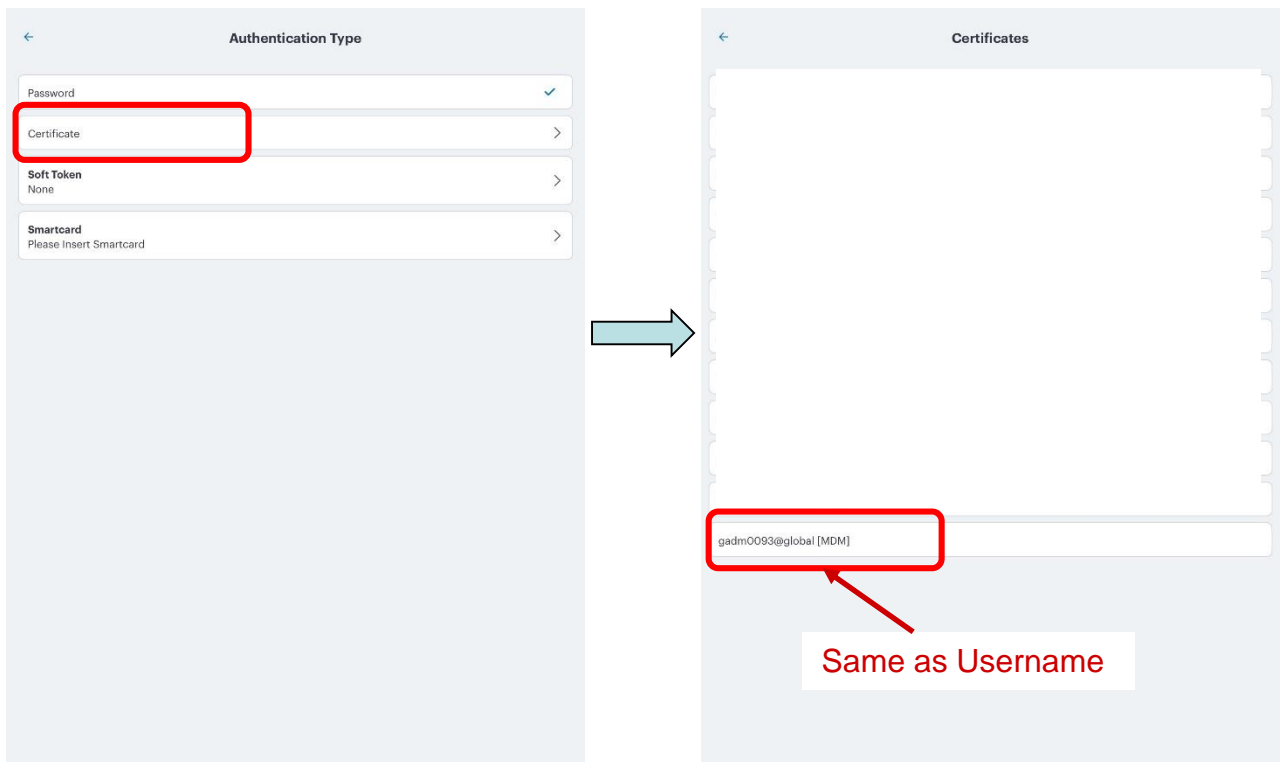 Authentication Type
Password
Certificate
Soft Token
None
Smartcard
Please Insert Smartcard
Certificates
gadm0093@global [MDM]
Same as Username